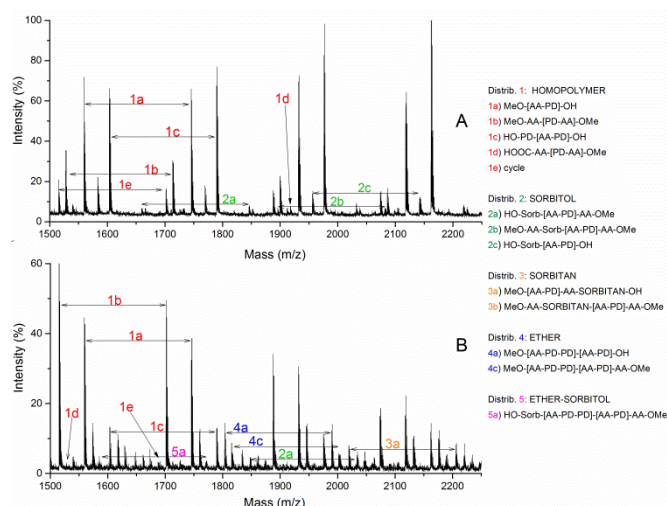 100
80
60
40
20
0
Intensity (%)
1a
1d
1c
1b
1e
2c
2a
2b
A
1500 1600 1700 1800 1900 2000 2100 2200
Mass (m/z)
60
40
20
0
Intensity (%)
1b
1a
1d
1e
1c
5a
4a
4c
2a
3a
B
1500 1600 1700 1800 1900 2000 2100 2200
Mass (m/z)
Distrib. 1: HOMOPOLYMER
1a) MeO-[AA-PD]-OH
1b) MeO-AA-[PD-AA]-OMe
1c) HO-PD-[AA-PD]-OH
1d) HOOC-AA-[PD-AA]-OMe
1e) cycle
Distrib. 2: SORBITOL
2a) HO-Sorb-[AA-PD]-AA-OMe
2b) MeO-AA-Sorb-[AA-PD]-AA-OMe
2c) HO-Sorb-[AA-PD]-OH
Distrib. 3: SORBITAN
3a) MeO-[AA-PD]-AA-SORBITAN-OH
3b) MeO-AA-SORBITAN-[AA-PD]-AA-OMe
Distrib. 4: ETHER
4a) MeO-[AA-PD-PD]-[AA-PD]-OH
4c) MeO-[AA-PD-PD]-[AA-PD]-AA-OMe
Distrib. 5: ETHER-SORBITOL
5a) HO-Sorb-[AA-PD-PD]-[AA-PD]-AA-OMe